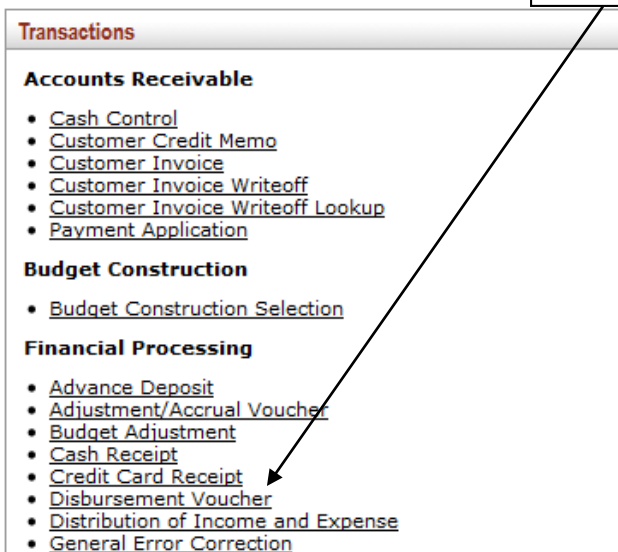 Transactions
Accounts Receivable
Cash Control
Customer Credit Memo
Customer Invoice
Customer Invoice Writeoff
Customer Invoice Writeoff Lookup
Payment Application
Budget Construction
Budget Construction Selection
Financial Processing
Advance Deposit
Adjustment/Accrual Voucher
Budget Adjustment
Cash Receipt
Credit Card Receipt
Disbursement Voucher
Distribution of Income and Expense
General Error Correction